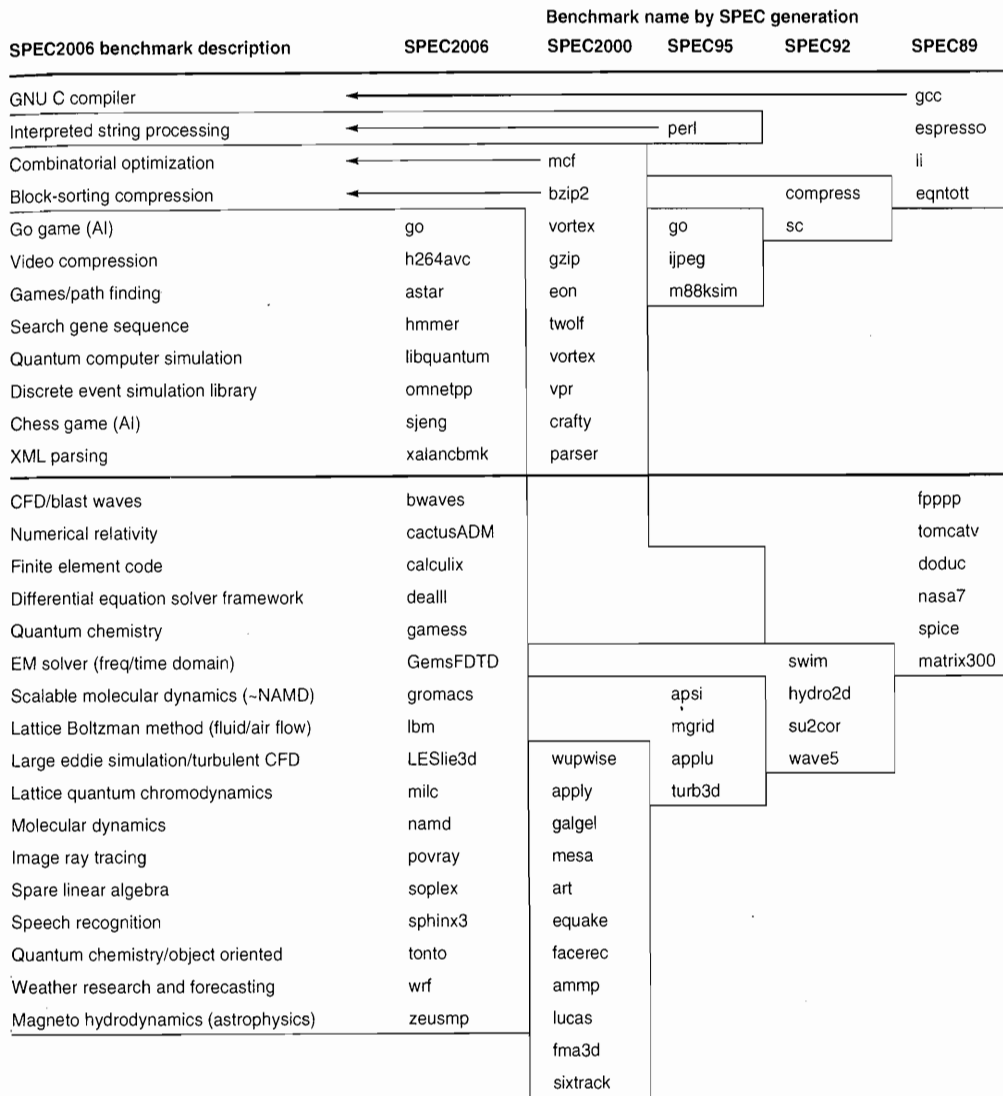 Benchmark name by SPEC generation
SPEC2006 benchmark description SPEC2006 SPEC2000 SPEC95 SPEC92 SPEC89
GNU C compiler gcc
Interpreted string processing perl espresso
Combinatorial optimization mcf li
Block-sorting compression bzip2 compress eqntott
Go game (AI) go vortex go sc
Video compression h264avc gzip ijpeg
Games/path finding astar eon m88ksim
Search gene sequence hmmer twolf
Quantum computer simulation libquantum vortex
Discrete event simulation library omnetpp vpr
Chess game (AI) sjeng crafty
XML parsing xalancbmk parser
CFD/blast waves bwaves fpppp
Numerical relativity cactusADM tomcatv
Finite element code calculix doduc
Differential equation solver framework dealll nasa7
Quantum chemistry gamess spice
EM solver (freq/time domain) GemsFDTD swim matrix300
Scalable molecular dynamics (~NAMD) gromacs apsi hydro2d
Lattice Boltzman method (fluid/air flow) lbm mgrid su2cor
Large eddie simulation/turbulent CFD LESlie3d wupwise applu wave5
Lattice quantum chromodynamics milc apply turb3d
Molecular dynamics namd galgel
Image ray tracing povray mesa
Spare linear algebra soplex art
Speech recognition sphinx3 equake
Quantum chemistry/object oriented tonto facerec
Weather research and forecasting wrf ammp
Magneto hydrodynamics (astrophysics) zeusmp lucas
fma3d
sixtrack